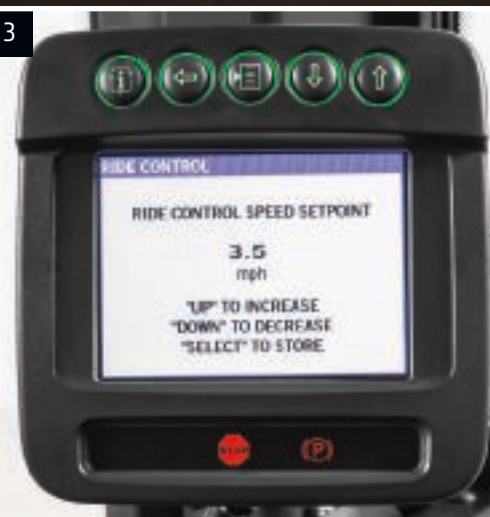 3
RIDE CONTROL
RIDE CONTROL SPEED SETPOINT
3.5
mph
"UP" TO INCREASE
"DOWN" TO DECREASE
"SELECT" TO STORE
STOP (P)